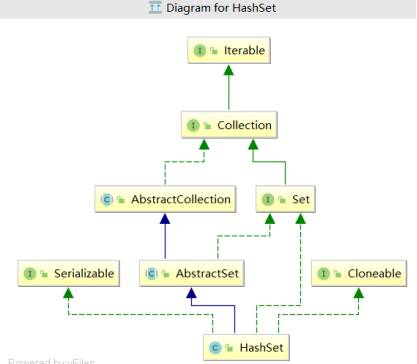 Diagram for HashSet
Iterable
Collection
AbstractCollection
Set
Serializable
AbstractSet
Cloneable
HashSet
Powered by yFiles